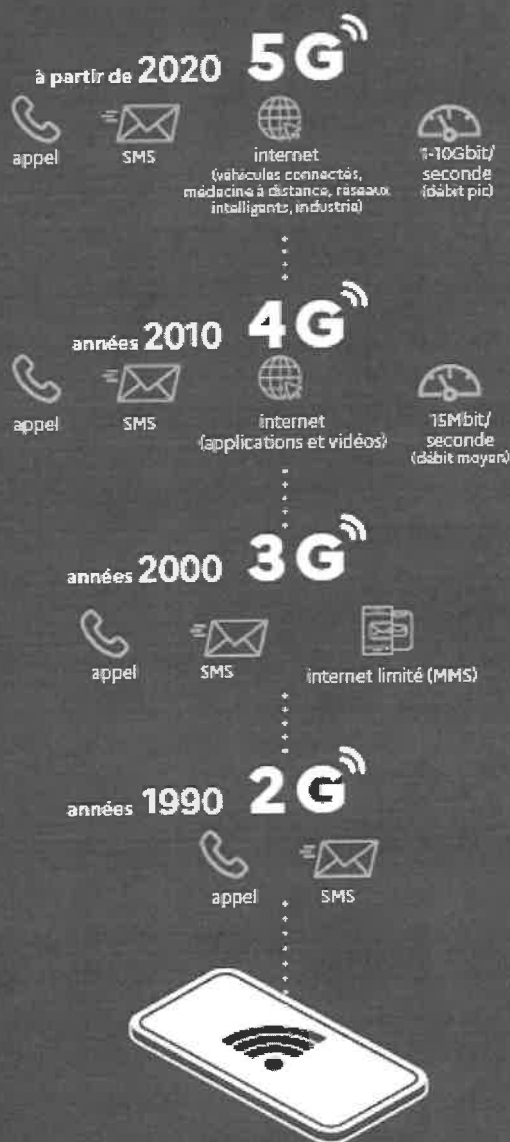 à partir de 2020 5G
appel
SMS
internet
(véhicules connectés,
médecine à distance, réseaux
intelligents, industrie)
1-10Gbit/
seconde
(débit pic)
années 2010 4G
appel
SMS
internet
(applications et vidéos)
15Mbit/
seconde
(débit moyen)
années 2000 3G
appel
SMS
internet limité (MMS)
années 1990 2G
appel
SMS